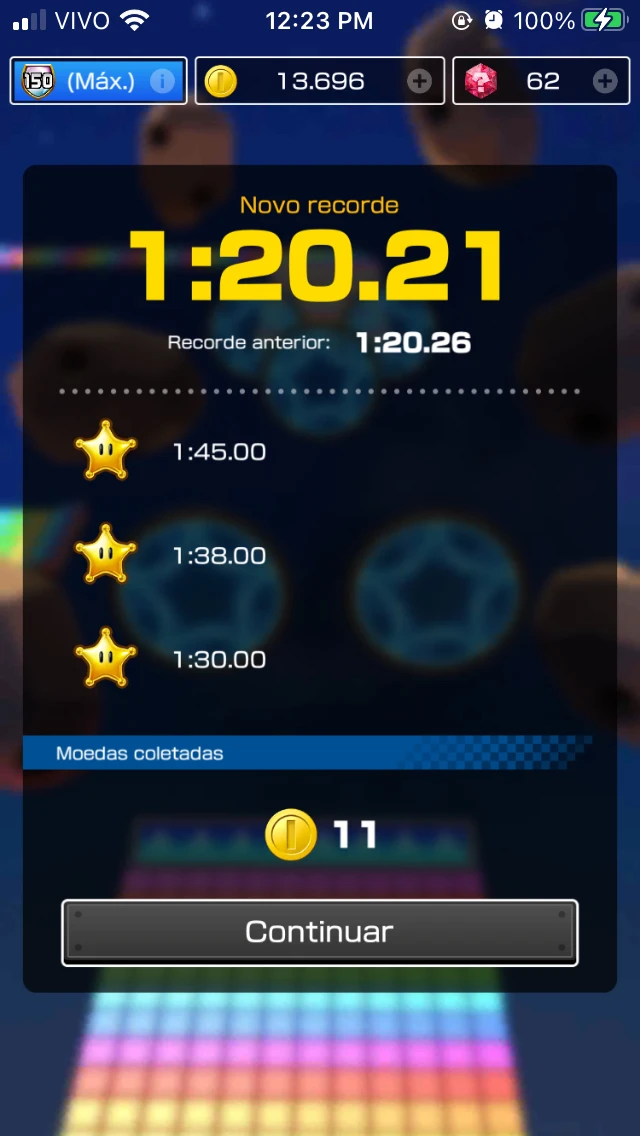 VIVO 12:23 PM 100%
150 (Máx.) i 13.696 + ? 62 +
Novo recorde
1:20.21
Recorde anterior: 1:20.26
1:45.00
1:38.00
1:30.00
Moedas coletadas
11
Continuar